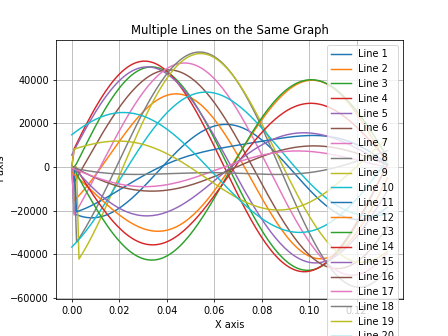 Multiple Lines on the Same Graph
40000
20000
0
−20000
−40000
−60000
0.00
0.02
0.04
0.06
0.08
0.10
X axis
Line 1
Line 2
Line 3
Line 4
Line 5
Line 6
Line 7
Line 8
Line 9
Line 10
Line 11
Line 12
Line 13
Line 14
Line 15
Line 16
Line 17
Line 18
Line 19
Line 20